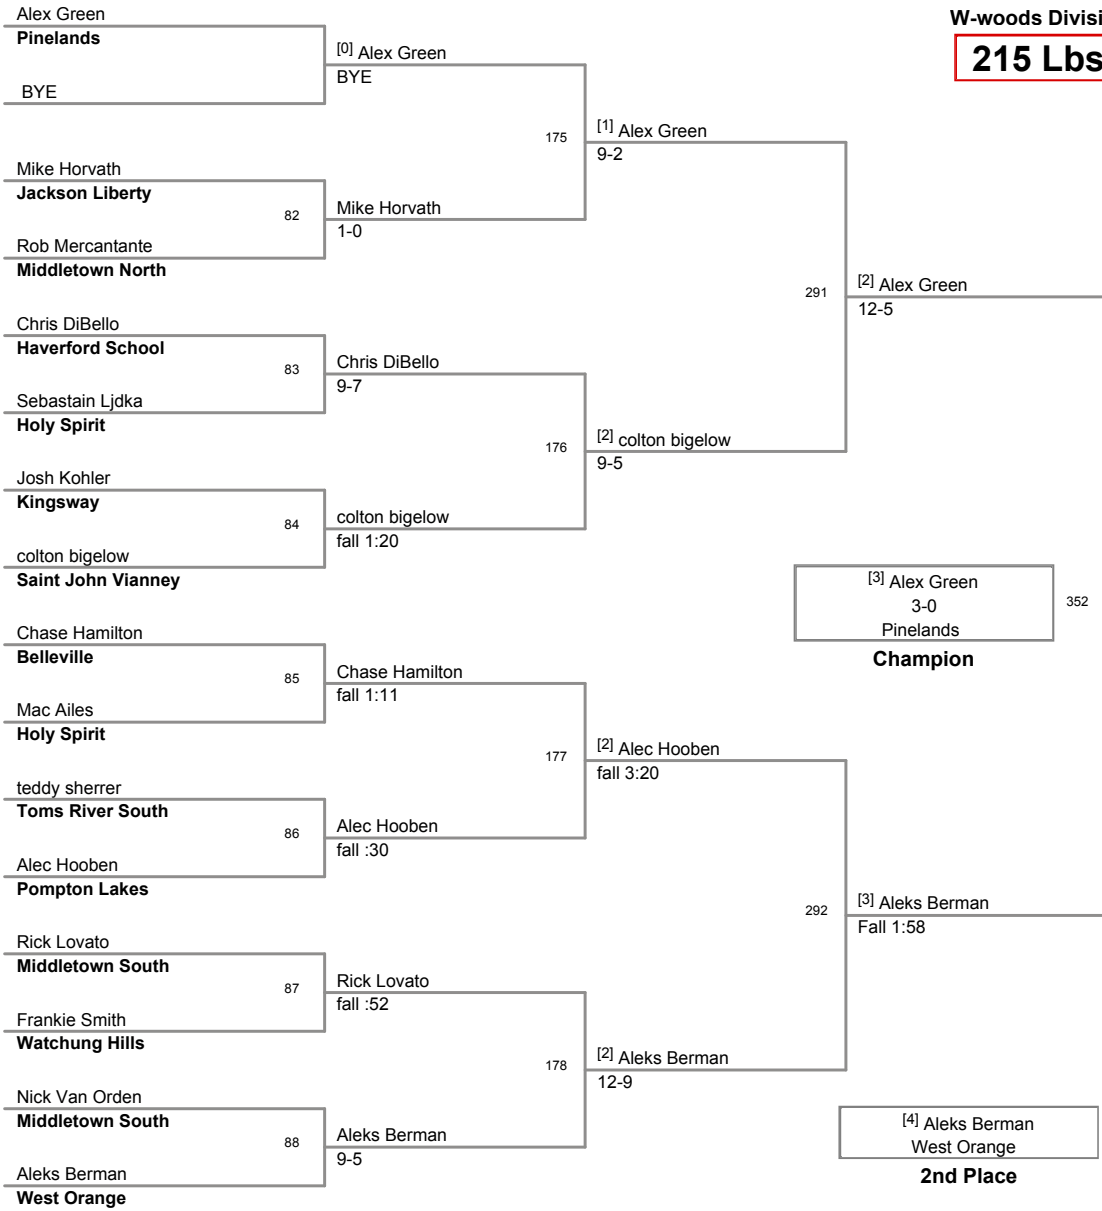 Alex Green
Pinelands
BYE
Mike Horvath
Jackson Liberty
82
Rob Mercantante
Middletown North
Chris DiBello
Haverford School
83
Sebastain Ljdka
Holy Spirit
Josh Kohler
Kingsway
84
colton bigelow
Saint John Vianney
Chase Hamilton
Belleville
85
Mac Ailes
Holy Spirit
teddy sherrer
Toms River South
86
Alec Hooben
Pompton Lakes
Rick Lovato
Middletown South
87
Frankie Smith
Watchung Hills
Nick Van Orden
Middletown South
88
Aleks Berman
West Orange
[0] Alex Green
BYE
175
Mike Horvath
1-0
Chris DiBello
9-7
176
colton bigelow
fall 1:20
Chase Hamilton
fall 1:11
177
Alec Hooben
fall :30
Rick Lovato
fall :52
178
Aleks Berman
9-5
[1] Alex Green
9-2
291
[2] colton bigelow
9-5
[2] Alec Hooben
fall 3:20
292
[2] Aleks Berman
12-9
W-woods Divisi
215 Lbs
[2] Alex Green
12-5
[3] Alex Green
3-0
Pinelands
352
Champion
[3] Aleks Berman
Fall 1:58
[4] Aleks Berman
West Orange
2nd Place